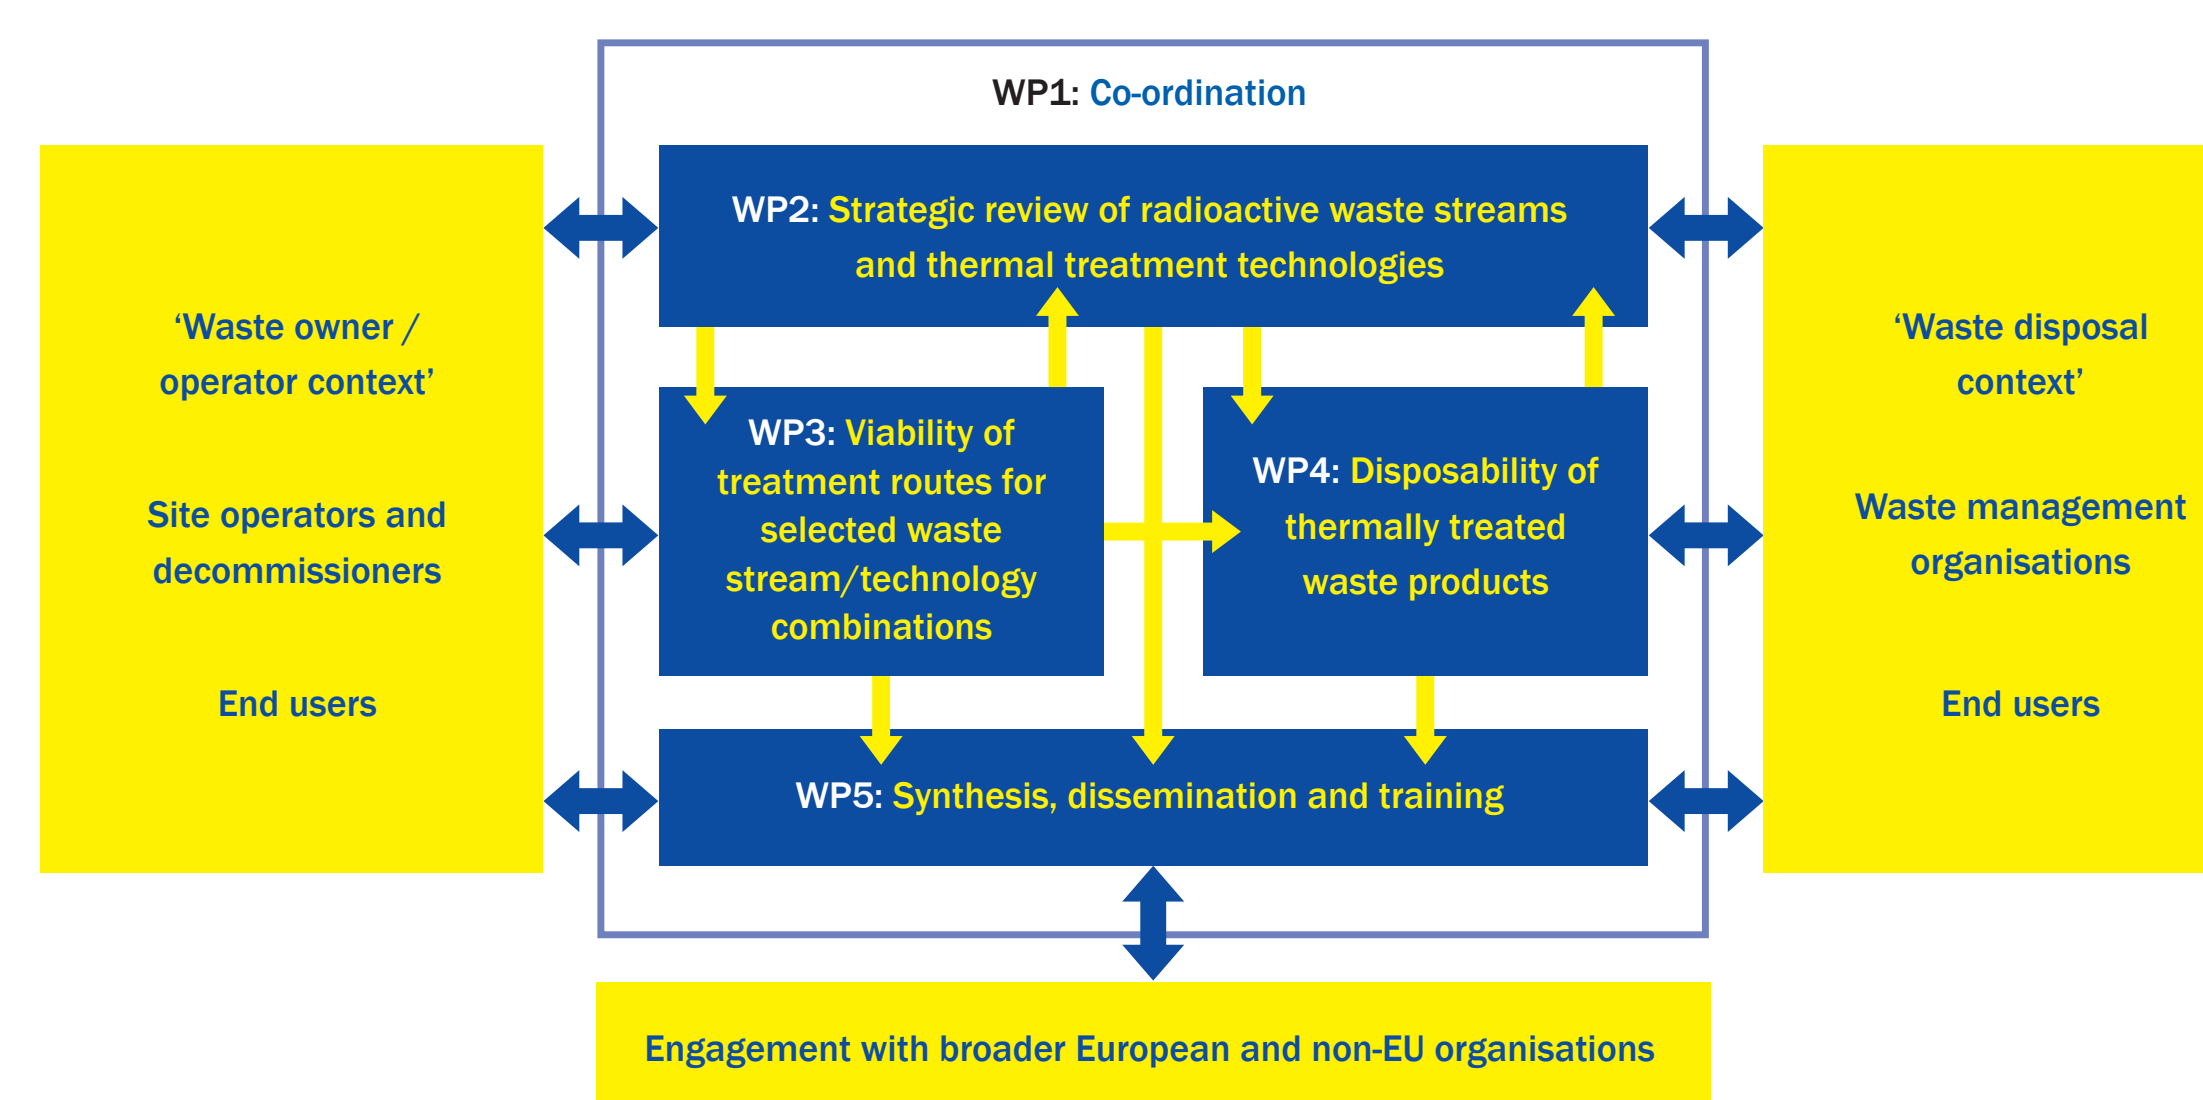 WP1: Co-ordination
WP2: Strategic review of radioactive waste streams
and thermal treatment technologies
‘Waste owner /
operator context’
Site operators and
decommissioners
End users
WP3: Viability of
treatment routes for
selected waste
stream/technology
combinations
WP4: Disposability of
thermally treated
waste products
‘Waste disposal
context’
Waste management
organisations
End users
WP5: Synthesis, dissemination and training
Engagement with broader European and non-EU organisations